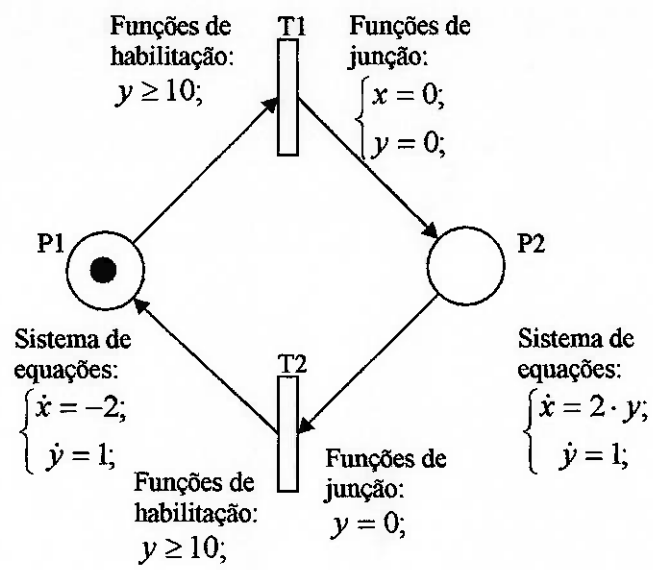 Funções de
habilitação:
y ≥ 10;
T1
Funções de
junção:
{ x = 0;
y = 0;
P1
P2
Sistema de
equações:
{ ẋ = −2;
ẏ = 1;
T2
Sistema de
equações:
{ ẋ = 2 · y;
ẏ = 1;
Funções de
habilitação:
y ≥ 10;
Funções de
junção:
y = 0;